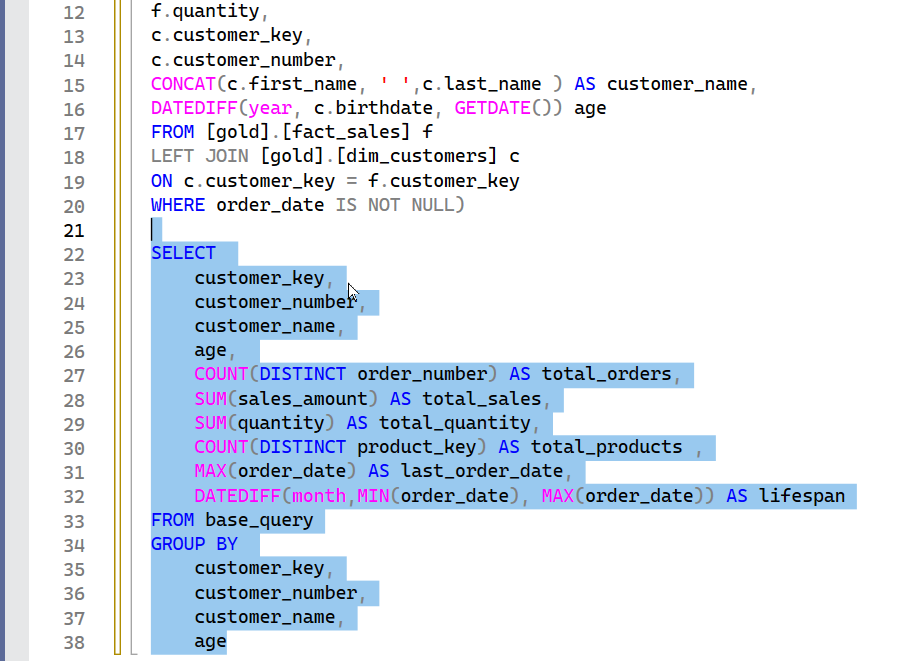 12 f.quantity,
13 c.customer_key,
14 c.customer_number,
15 CONCAT(c.first_name, ' ',c.last_name ) AS customer_name,
16 DATEDIFF(year, c.birthdate, GETDATE()) age
17 FROM [gold].[fact_sales] f
18 LEFT JOIN [gold].[dim_customers] c
19 ON c.customer_key = f.customer_key
20 WHERE order_date IS NOT NULL)
21
22 SELECT
23 customer_key,
24 customer_number,
25 customer_name,
26 age,
27 COUNT(DISTINCT order_number) AS total_orders,
28 SUM(sales_amount) AS total_sales,
29 SUM(quantity) AS total_quantity,
30 COUNT(DISTINCT product_key) AS total_products ,
31 MAX(order_date) AS last_order_date,
32 DATEDIFF(month,MIN(order_date), MAX(order_date)) AS lifespan
33 FROM base_query
34 GROUP BY
35 customer_key,
36 customer_number,
37 customer_name,
38 age